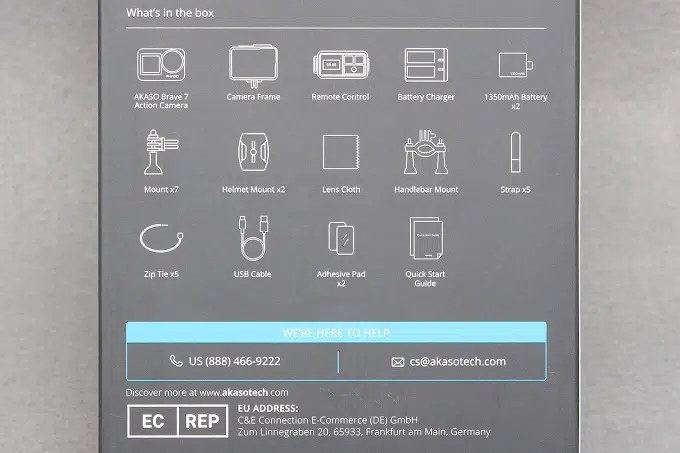 What's in the box
AKASO Brave 7
Action Camera
Camera Frame
Remote Control
Battery Charger
1350mAh Battery
x2
Mount x7
Helmet Mount x2
Lens Cloth
Handlebar Mount
Strap x5
Zip Tie x5
USB Cable
Adhesive Pad
x2
Quick Start Guide
Quick Start
Guide
WE'RE HERE TO HELP
US (888) 466-9222
cs@akasotech.com
Discover more at www.akasotech.com
EC REP
EU ADDRESS:
C&E Connection E-Commerce (DE) GmbH
Zum Linnegraben 20, 65933, Frankfurt am Main, Germany